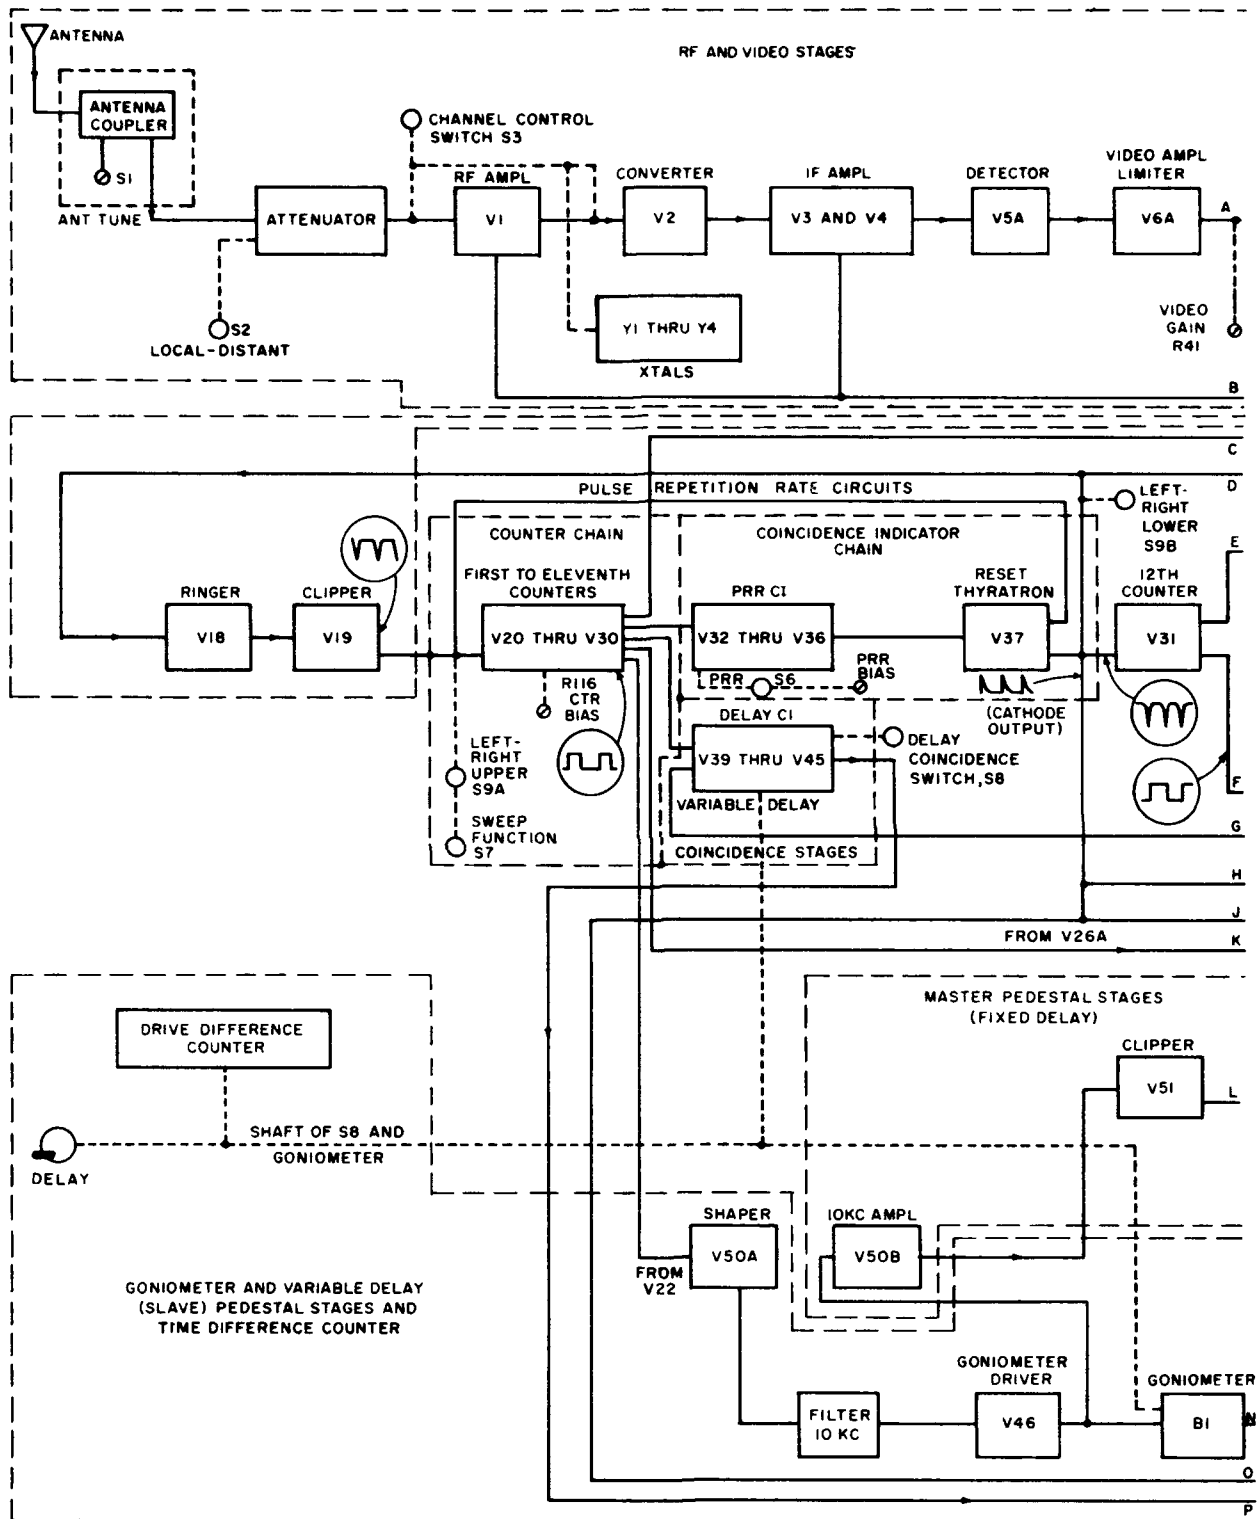 ANTENNA
RF AND VIDEO STAGES
ANTENNA
COUPLER
S1
ANT TUNE
CHANNEL CONTROL
SWITCH S3
ATTENUATOR
RF AMPL
V1
CONVERTER
V2
IF AMPL
V3 AND V4
DETECTOR
V5A
VIDEO AMPL
LIMITER
V6A
A
S2
LOCAL-DISTANT
Y1 THRU Y4
XTALS
VIDEO
GAIN
R41
B
C
D
PULSE REPETITION RATE CIRCUITS
LEFT-
RIGHT
LOWER
S9B
E
COUNTER CHAIN
COINCIDENCE INDICATOR
CHAIN
RINGER
V18
CLIPPER
V19
FIRST TO ELEVENTH
COUNTERS
V20 THRU V30
PRR CI
V32 THRU V36
RESET
THYRATRON
V37
12TH
COUNTER
V31
R116
CTR
BIAS
PRR
S6
PRR
BIAS
(CATHODE
OUTPUT)
LEFT-
RIGHT
UPPER
S9A
SWEEP
FUNCTION
S7
DELAY CI
V39 THRU V45
VARIABLE DELAY
DELAY
COINCIDENCE
SWITCH, S8
COINCIDENCE STAGES
F
G
H
J
FROM V26A
K
MASTER PEDESTAL STAGES
(FIXED DELAY)
DRIVE DIFFERENCE
COUNTER
CLIPPER
V51
L
SHAFT OF S8 AND
GONIOMETER
DELAY
SHAPER
V50A
FROM
V22
10KC AMPL
V50B
GONIOMETER AND VARIABLE DELAY
(SLAVE) PEDESTAL STAGES AND
TIME DIFFERENCE COUNTER
FILTER
10 KC
GONIOMETER
DRIVER
V46
GONIOMETER
B1
N
O
P